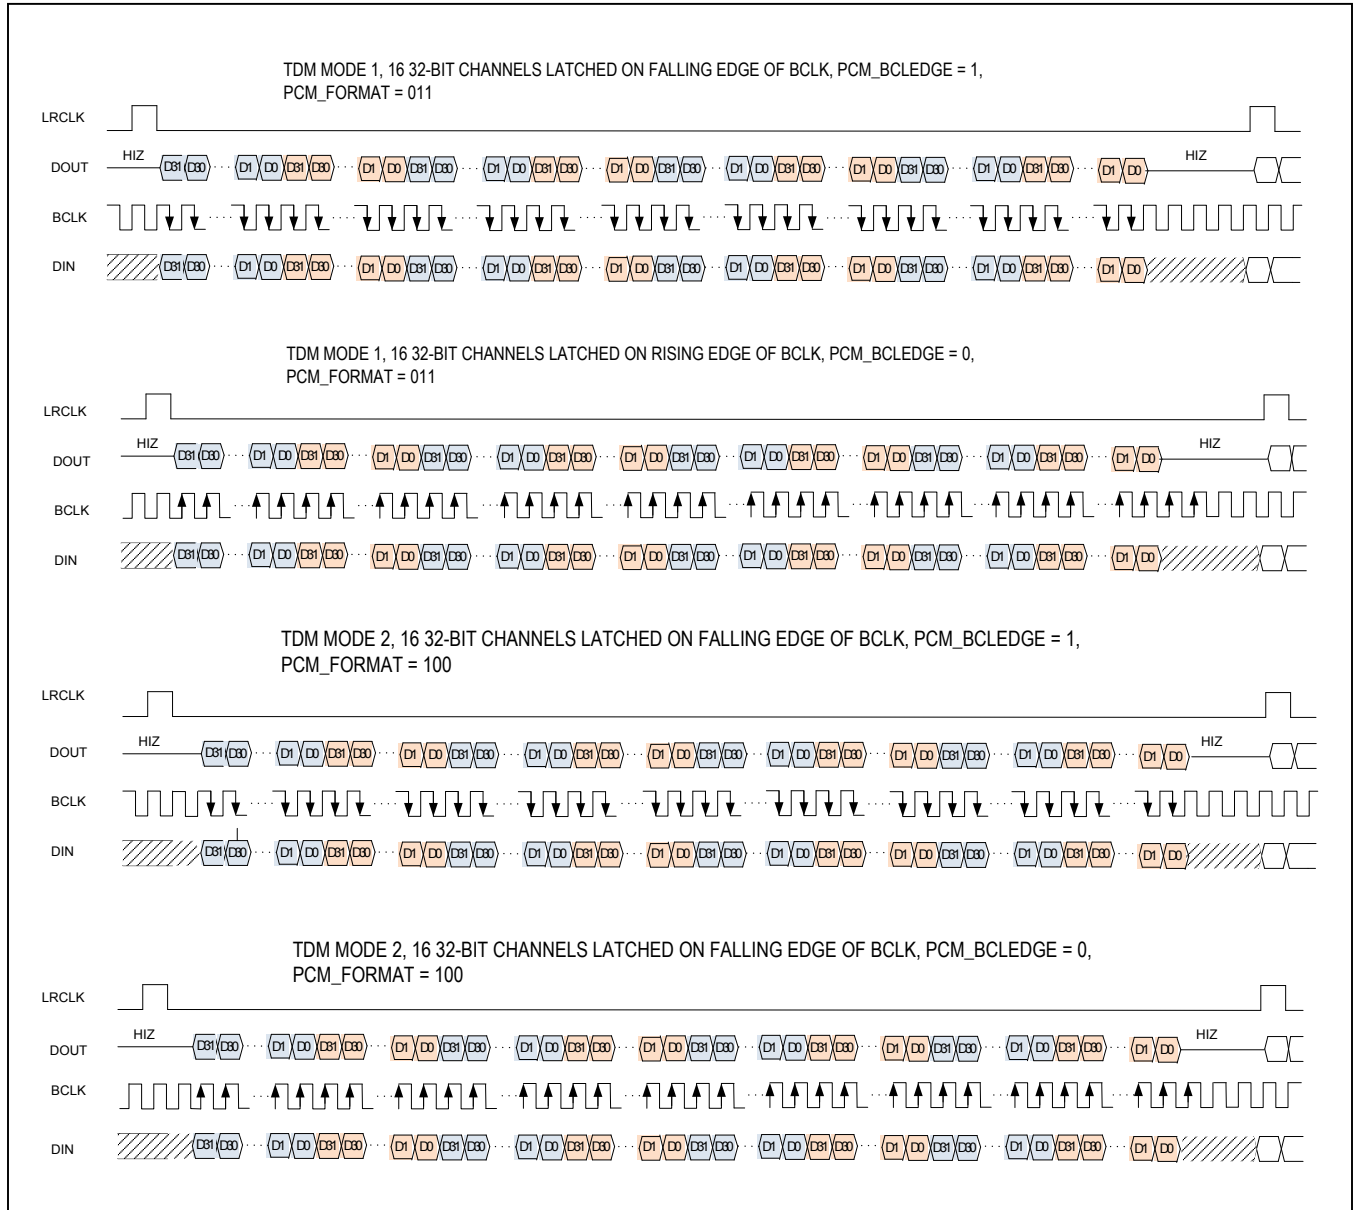 TDM MODE 1, 16 32-BIT CHANNELS LATCHED ON FALLING EDGE OF BCLK, PCM_BCLEDGE = 1,
PCM_FORMAT = 011
LRCLK
DOUT HIZ D31 D30 D1 D0 D31 D30 D1 D0 D31 D30 D1 D0 D31 D30 D1 D0 D31 D30 D1 D0 D31 D30 D1 D0 D31 D30 D1 D0 D31 D30 D1 D0 HIZ
BCLK
DIN D31 D30 D1 D0 D31 D30 D1 D0 D31 D30 D1 D0 D31 D30 D1 D0 D31 D30 D1 D0 D31 D30 D1 D0 D31 D30 D1 D0 D31 D30 D1 D0
TDM MODE 1, 16 32-BIT CHANNELS LATCHED ON RISING EDGE OF BCLK, PCM_BCLEDGE = 0,
PCM_FORMAT = 011
LRCLK
DOUT HIZ D31 D30 D1 D0 D31 D30 D1 D0 D31 D30 D1 D0 D31 D30 D1 D0 D31 D30 D1 D0 D31 D30 D1 D0 D31 D30 D1 D0 D31 D30 D1 D0 HIZ
BCLK
DIN D31 D30 D1 D0 D31 D30 D1 D0 D31 D30 D1 D0 D31 D30 D1 D0 D31 D30 D1 D0 D31 D30 D1 D0 D31 D30 D1 D0 D31 D30 D1 D0
TDM MODE 2, 16 32-BIT CHANNELS LATCHED ON FALLING EDGE OF BCLK, PCM_BCLEDGE = 1,
PCM_FORMAT = 100
LRCLK
DOUT HIZ D31 D30 D1 D0 D31 D30 D1 D0 D31 D30 D1 D0 D31 D30 D1 D0 D31 D30 D1 D0 D31 D30 D1 D0 D31 D30 D1 D0 D31 D30 D1 D0 HIZ
BCLK
DIN D31 D30 D1 D0 D31 D30 D1 D0 D31 D30 D1 D0 D31 D30 D1 D0 D31 D30 D1 D0 D31 D30 D1 D0 D31 D30 D1 D0 D31 D30 D1 D0
TDM MODE 2, 16 32-BIT CHANNELS LATCHED ON FALLING EDGE OF BCLK, PCM_BCLEDGE = 0,
PCM_FORMAT = 100
LRCLK
DOUT HIZ D31 D30 D1 D0 D31 D30 D1 D0 D31 D30 D1 D0 D31 D30 D1 D0 D31 D30 D1 D0 D31 D30 D1 D0 D31 D30 D1 D0 D31 D30 D1 D0 HIZ
BCLK
DIN D31 D30 D1 D0 D31 D30 D1 D0 D31 D30 D1 D0 D31 D30 D1 D0 D31 D30 D1 D0 D31 D30 D1 D0 D31 D30 D1 D0 D31 D30 D1 D0